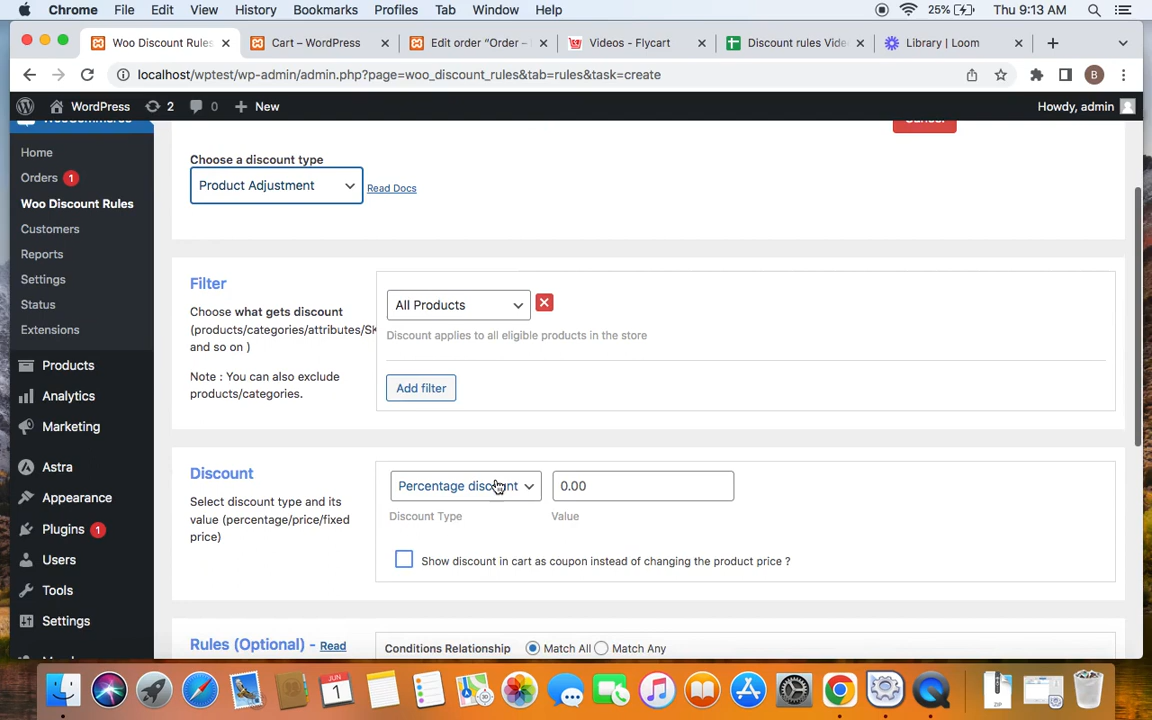 Chrome File Edit View History Bookmarks Profiles Tab Window Help 25% Thu 9:13 AM
Woo Discount Rules Cart – WordPress Edit order “Order – Videos - Flycart Discount rules Vide Library | Loom
localhost/wptest/wp-admin/admin.php?page=woo_discount_rules&tab=rules&task=create B
WordPress 2 0 New Howdy, admin
WooCommerce
Cancel
Home
Orders 1
Woo Discount Rules
Customers
Reports
Settings
Status
Extensions
Products
Analytics
Marketing
Astra
Appearance
Plugins 1
Users
Tools
Settings
Choose a discount type
Product Adjustment Read Docs
Filter
Choose what gets discount
(products/categories/attributes/SK
and so on )
Note : You can also exclude
products/categories.
All Products
Discount applies to all eligible products in the store
Add filter
Discount
Select discount type and its
value (percentage/price/fixed
price)
Percentage discount 0.00
Discount Type Value
Show discount in cart as coupon instead of changing the product price ?
Rules (Optional) - Read
Conditions Relationship Match All Match Any
JUN
1
ZIP